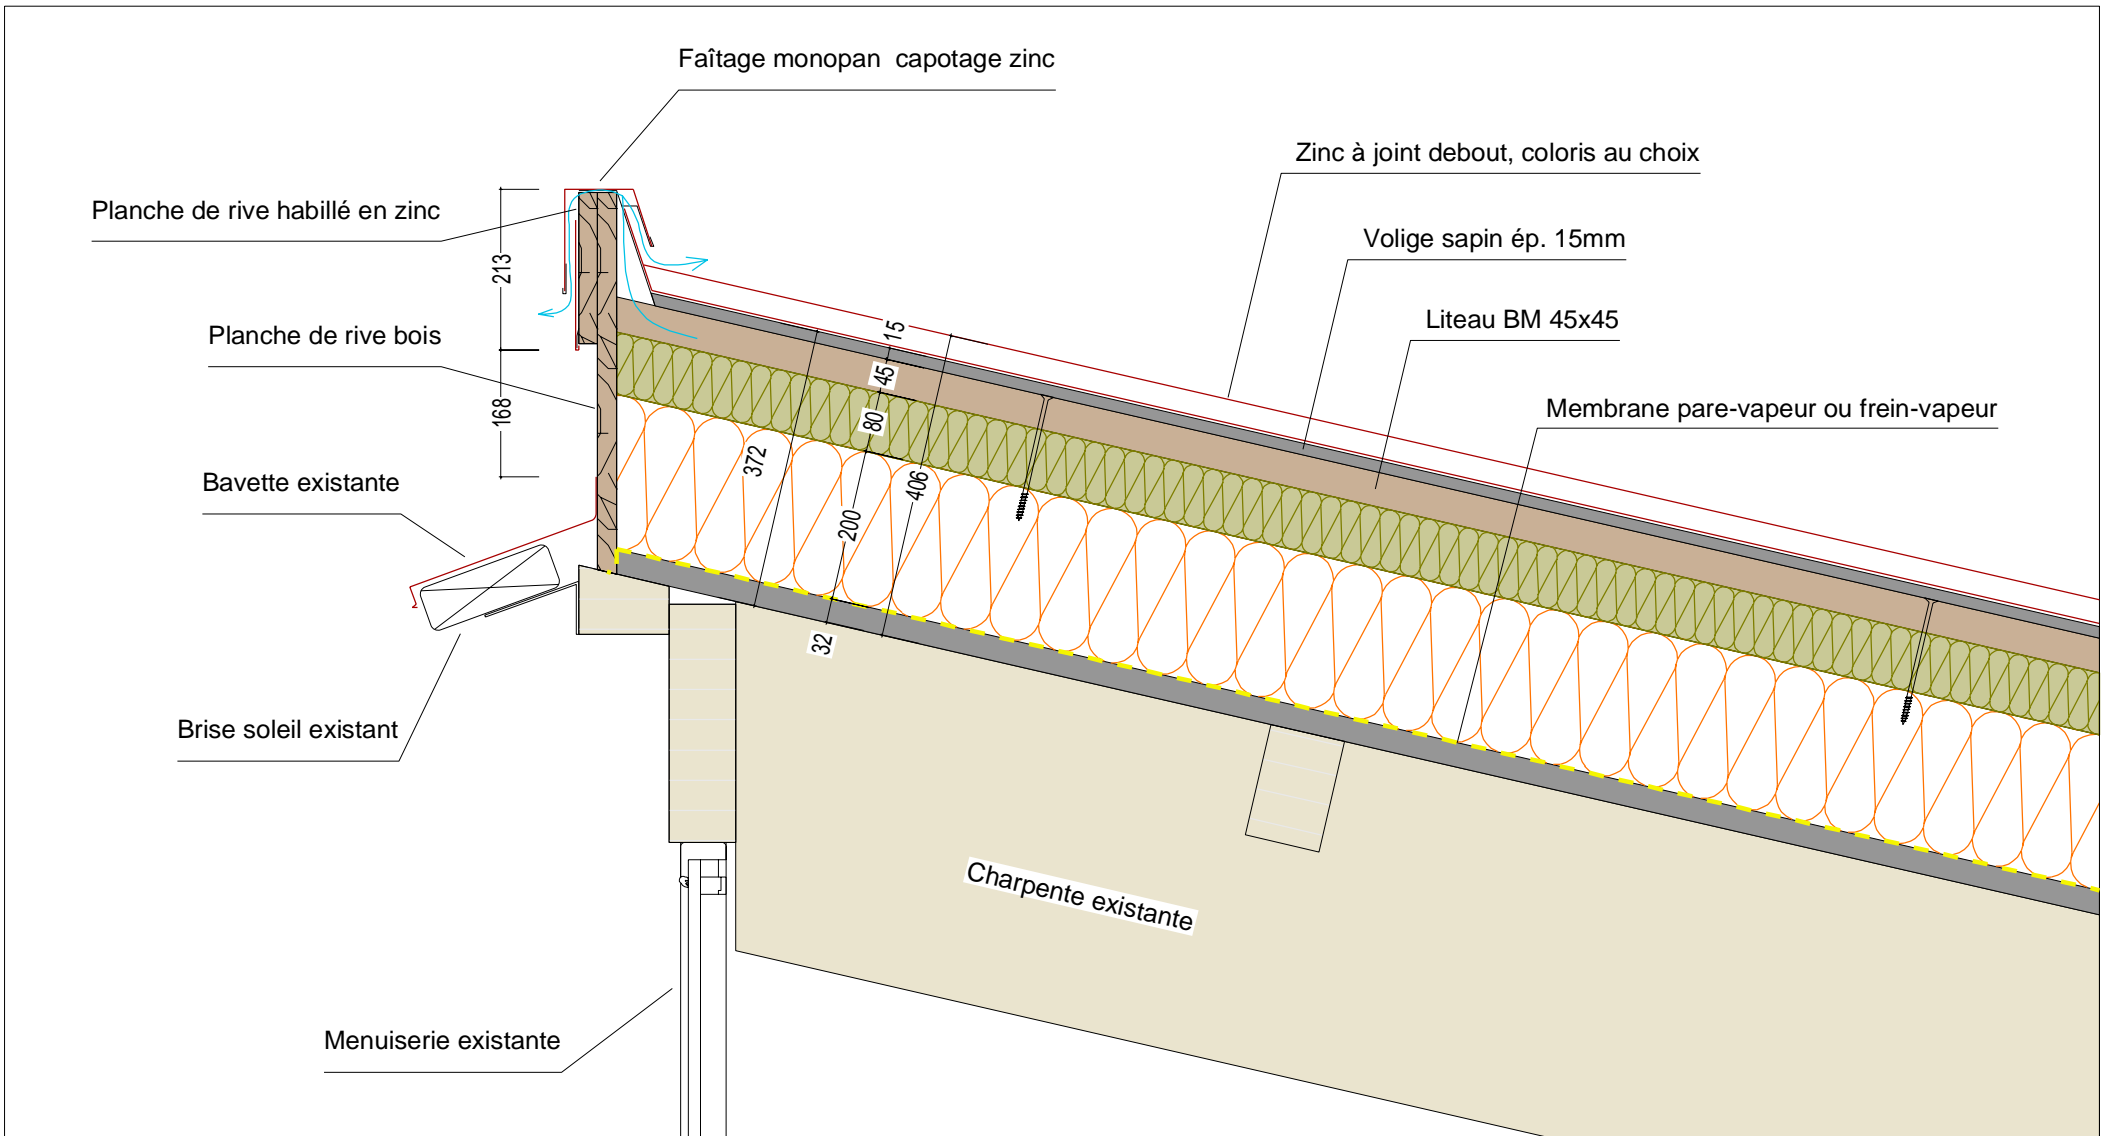 Faîtage monopan  capotage zinc
Zinc à joint debout, coloris au choix
Planche de rive habillé en zinc
Volige sapin ép. 15mm
213
Planche de rive bois
15
Liteau BM 45x45
45
168
80
Membrane pare-vapeur ou frein-vapeur
372
406
Bavette existante
200
32
Brise soleil existant
Charpente existante
Menuiserie existante